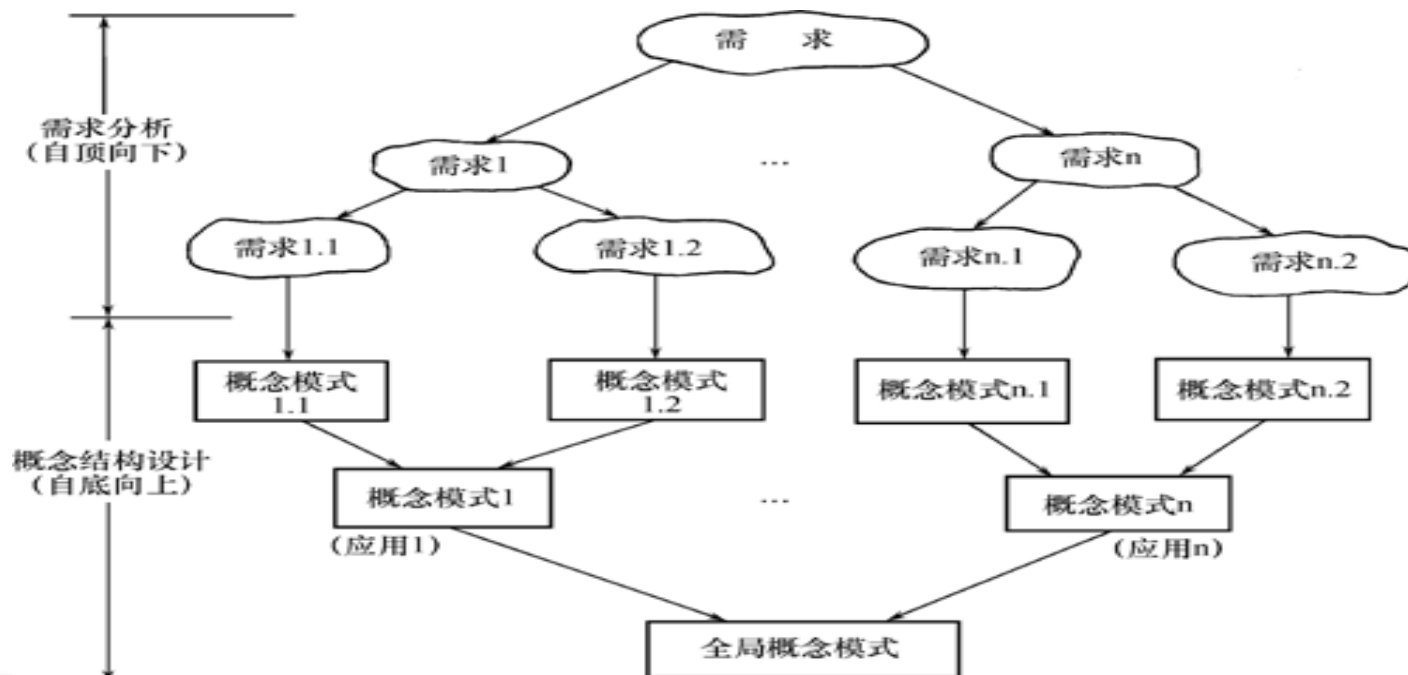 需 求
需求分析
(自顶向下)
需求1
…
需求n
需求1.1
需求1.2
需求n.1
需求n.2
概念模式
1.1
概念模式
1.2
概念模式n.1
概念模式n.2
概念结构设计
(自底向上)
概念模式1
…
概念模式n
(应用1)
(应用n)
全局概念模式